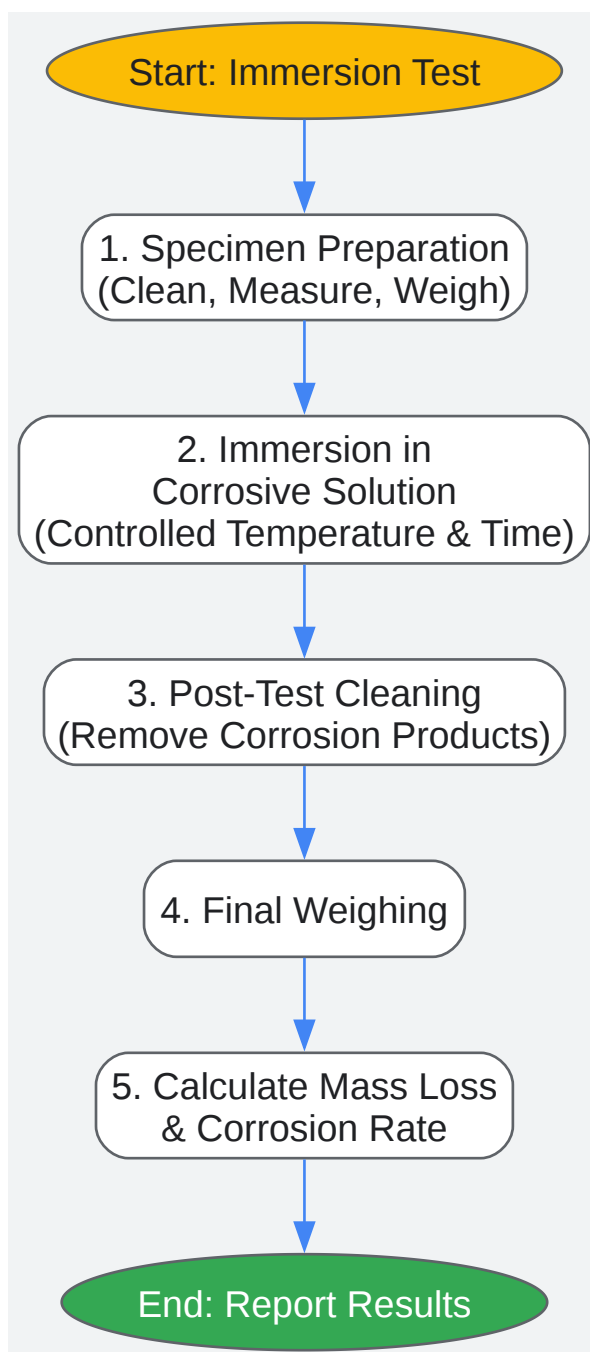 Start: Immersion Test
1. Specimen Preparation
(Clean, Measure, Weigh)
2. Immersion in
Corrosive Solution
(Controlled Temperature & Time)
3. Post-Test Cleaning
(Remove Corrosion Products)
4. Final Weighing
5. Calculate Mass Loss
& Corrosion Rate
End: Report Results